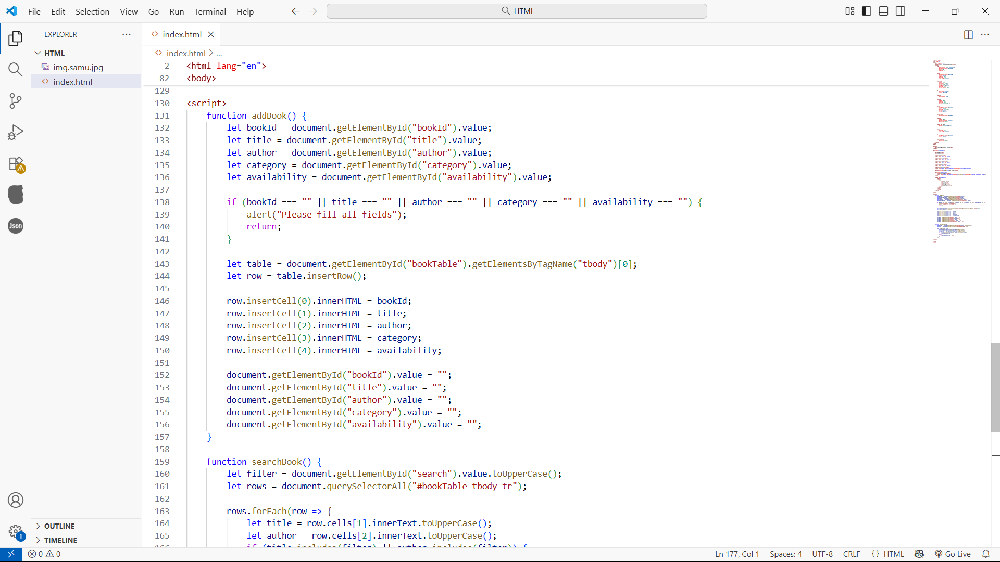 File Edit Selection View Go Run Terminal Help
HTML
EXPLORER
HTML
img.samu.jpg
index.html
Json
1
OUTLINE
TIMELINE
index.html
index.html > ...
2 <html lang="en">
82 <body>
129
130 <script>
131 function addBook() {
132 let bookId = document.getElementById("bookId").value;
133 let title = document.getElementById("title").value;
134 let author = document.getElementById("author").value;
135 let category = document.getElementById("category").value;
136 let availability = document.getElementById("availability").value;
137
138 if (bookId === "" || title === "" || author === "" || category === "" || availability === "") {
139 alert("Please fill all fields");
140 return;
141 }
142
143 let table = document.getElementById("bookTable").getElementsByTagName("tbody")[0];
144 let row = table.insertRow();
145
146 row.insertCell(0).innerHTML = bookId;
147 row.insertCell(1).innerHTML = title;
148 row.insertCell(2).innerHTML = author;
149 row.insertCell(3).innerHTML = category;
150 row.insertCell(4).innerHTML = availability;
151
152 document.getElementById("bookId").value = "";
153 document.getElementById("title").value = "";
154 document.getElementById("author").value = "";
155 document.getElementById("category").value = "";
156 document.getElementById("availability").value = "";
157 }
158
159 function searchBook() {
160 let filter = document.getElementById("search").value.toUpperCase();
161 let rows = document.querySelectorAll("#bookTable tbody tr");
162
163 rows.forEach(row => {
164 let title = row.cells[1].innerText.toUpperCase();
165 let author = row.cells[2].innerText.toUpperCase();
166 if (title.includes(filter) || author.includes(filter)) {
0 0
Ln 177, Col 1 Spaces: 4 UTF-8 CRLF {} HTML Go Live